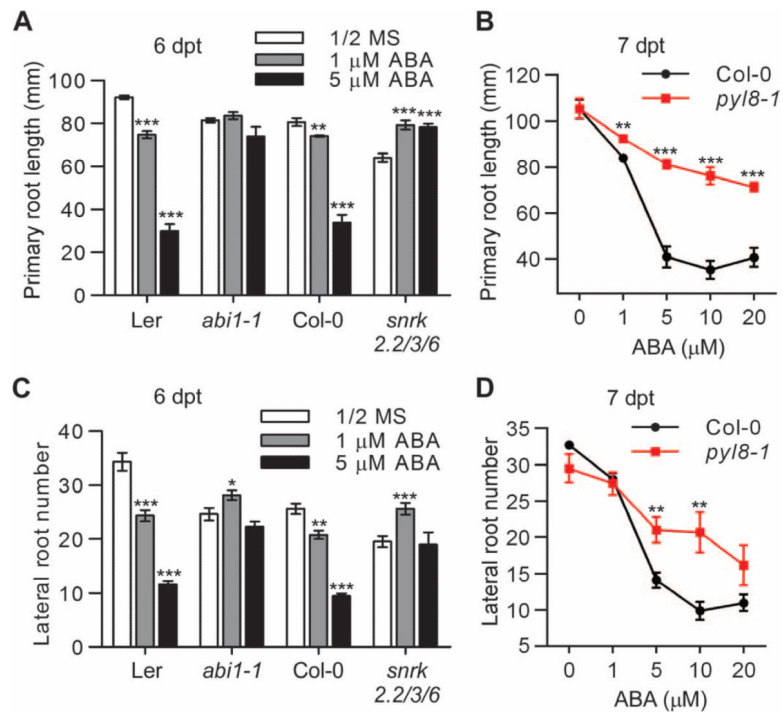 A
6 dpt
1/2 MS
1 μM ABA
5 μM ABA
Primary root length (mm)
100
80
60
40
20
0
***
***
**
***
*** ***
Ler abi1-1 Col-0 snrk
2.2/3/6
B
7 dpt
Col-0
pyl8-1
Primary root length (mm)
120
100
80
60
40
**
***
***
***
0 1 5 10 20
ABA (μM)
C
6 dpt
1/2 MS
1 μM ABA
5 μM ABA
Lateral root number
40
30
20
10
0
***
***
*
**
***
***
Ler abi1-1 Col-0 snrk
2.2/3/6
D
7 dpt
Col-0
pyl8-1
Lateral root number
35
30
25
20
15
10
5
**
**
0 1 5 10 20
ABA (μM)